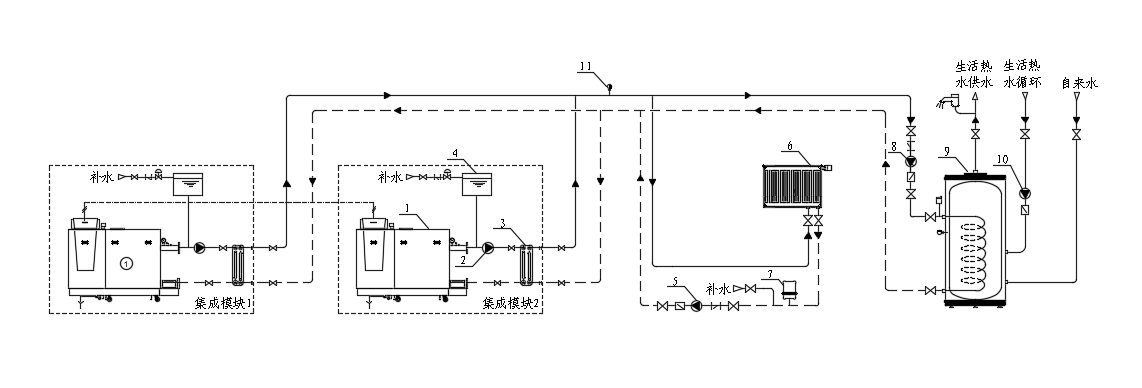 11
生活热
水供水
生活热
水循环
自来水
4
补水
补水
1
3
2
①
集成模块1
集成模块2
6
8
9
10
7
补水
5